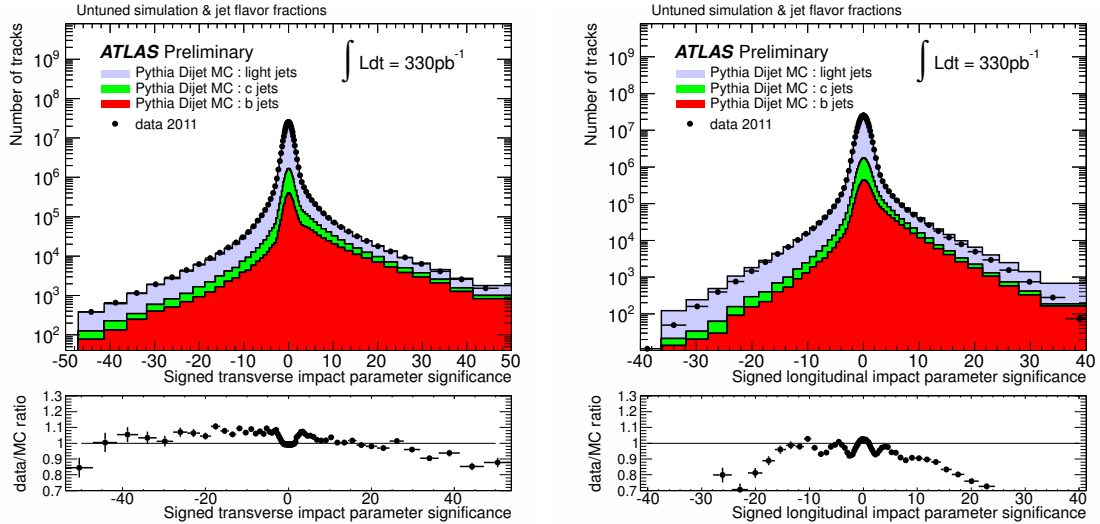 Untuned simulation & jet flavor fractions
Number of tracks
10⁹
10⁸
10⁷
10⁶
10⁵
10⁴
10³
10²
ATLAS Preliminary
∫ Ldt = 330pb⁻¹
Pythia Dijet MC : light jets
Pythia Dijet MC : c jets
Pythia Dijet MC : b jets
data 2011
-50 -40 -30 -20 -10 0 10 20 30 40 50
Signed transverse impact parameter significance
data/MC ratio
1.3
1.2
1.1
1
0.9
0.8
0.7
-40 -20 0 20 40
Signed transverse impact parameter significance
Untuned simulation & jet flavor fractions
Number of tracks
10⁹
10⁸
10⁷
10⁶
10⁵
10⁴
10³
10²
10
ATLAS Preliminary
∫ Ldt = 330pb⁻¹
Pythia Dijet MC : light jets
Pythia Dijet MC : c jets
Pythia Dijet MC : b jets
data 2011
-40 -30 -20 -10 0 10 20 30 40
Signed longitudinal impact parameter significance
data/MC ratio
1.3
1.2
1.1
1
0.9
0.8
0.7
-40 -30 -20 -10 0 10 20 30 40
Signed longitudinal impact parameter significance